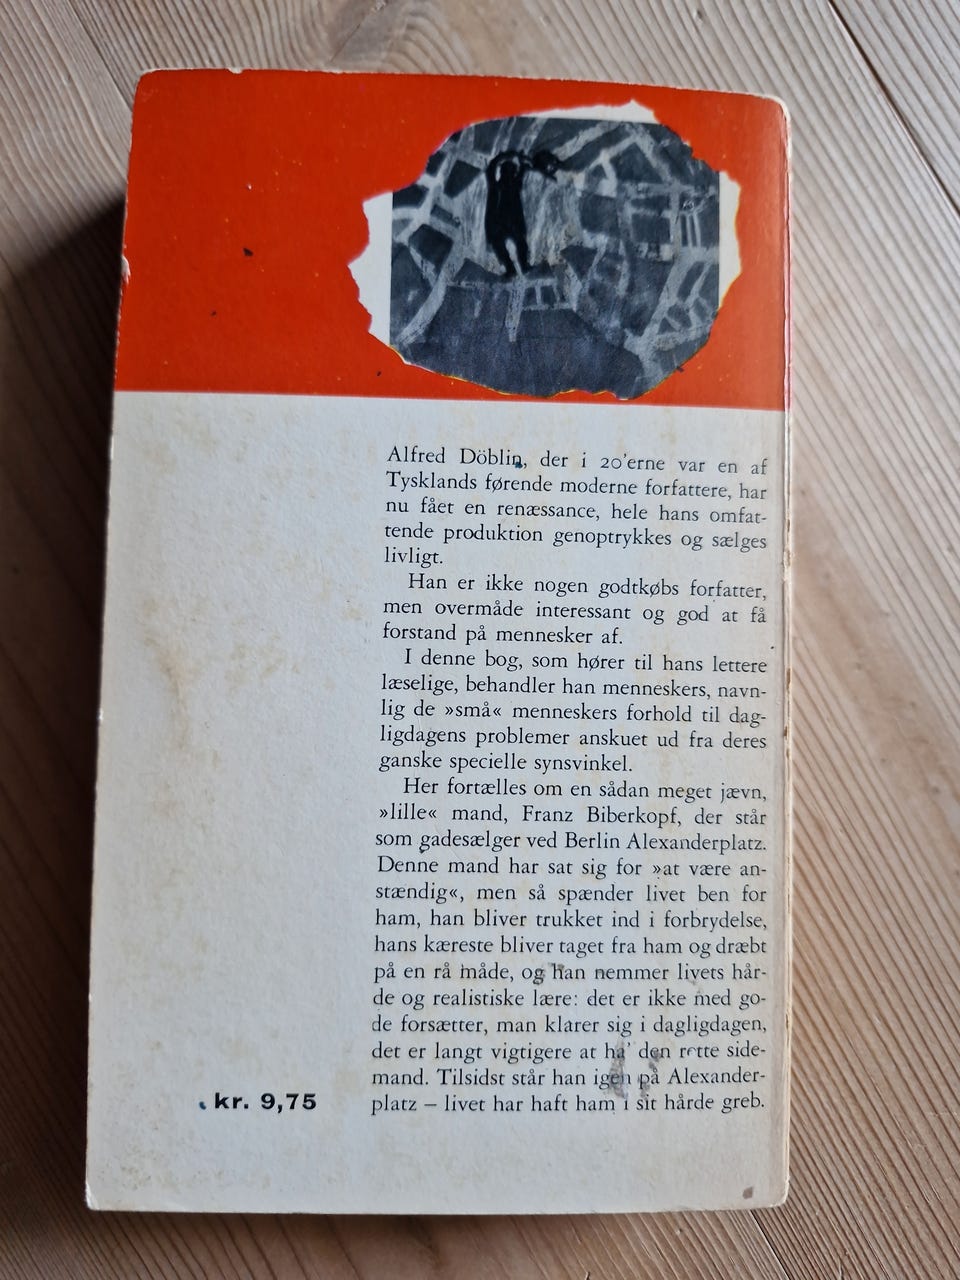 Alfred Döblin, der i 20'erne var en af
Tysklands førende moderne forfattere, har
nu fået en renæssance, hele hans omfat-
tende produktion genoptrykkes og sælges
livligt.
Han er ikke nogen godtkøbs forfatter,
men overmåde interessant og god at få
forstand på mennesker af.
I denne bog, som hører til hans lettere
læselige, behandler han menneskers, navn-
lig de »små« menneskers forhold til dag-
ligdagens problemer anskuet ud fra deres
ganske specielle synsvinkel.
Her fortælles om en sådan meget jævn,
»lille« mand, Franz Biberkopf, der står
som gadesælger ved Berlin Alexanderplatz.
Denne mand har sat sig for »at være an-
stændig«, men så spænder livet ben for
ham, han bliver trukket ind i forbrydelse,
hans kæreste bliver taget fra ham og dræbt
på en rå måde, og han nemmer livets hår-
de og realistiske lære: det er ikke med go-
de forsætter, man klarer sig i dagligdagen,
det er langt vigtigere at ha' den rette side-
mand. Tilsidst står han igen på Alexander-
platz – livet har haft ham i sit hårde greb.
kr. 9,75